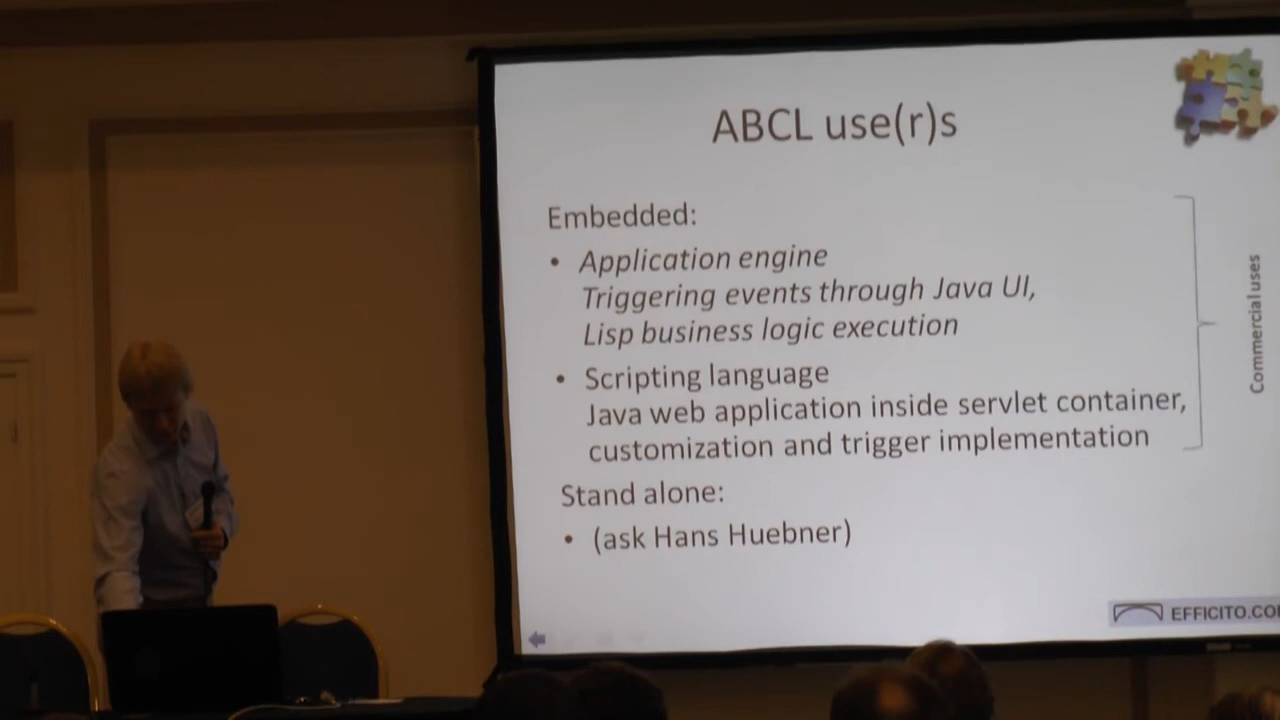 ABCL use(r)s
Embedded:
• Application engine
Triggering events through Java UI,
Lisp business logic execution
• Scripting language
Java web application inside servlet container,
customization and trigger implementation
Commercial uses
Stand alone:
• (ask Hans Huebner)
EFFICITO.CO